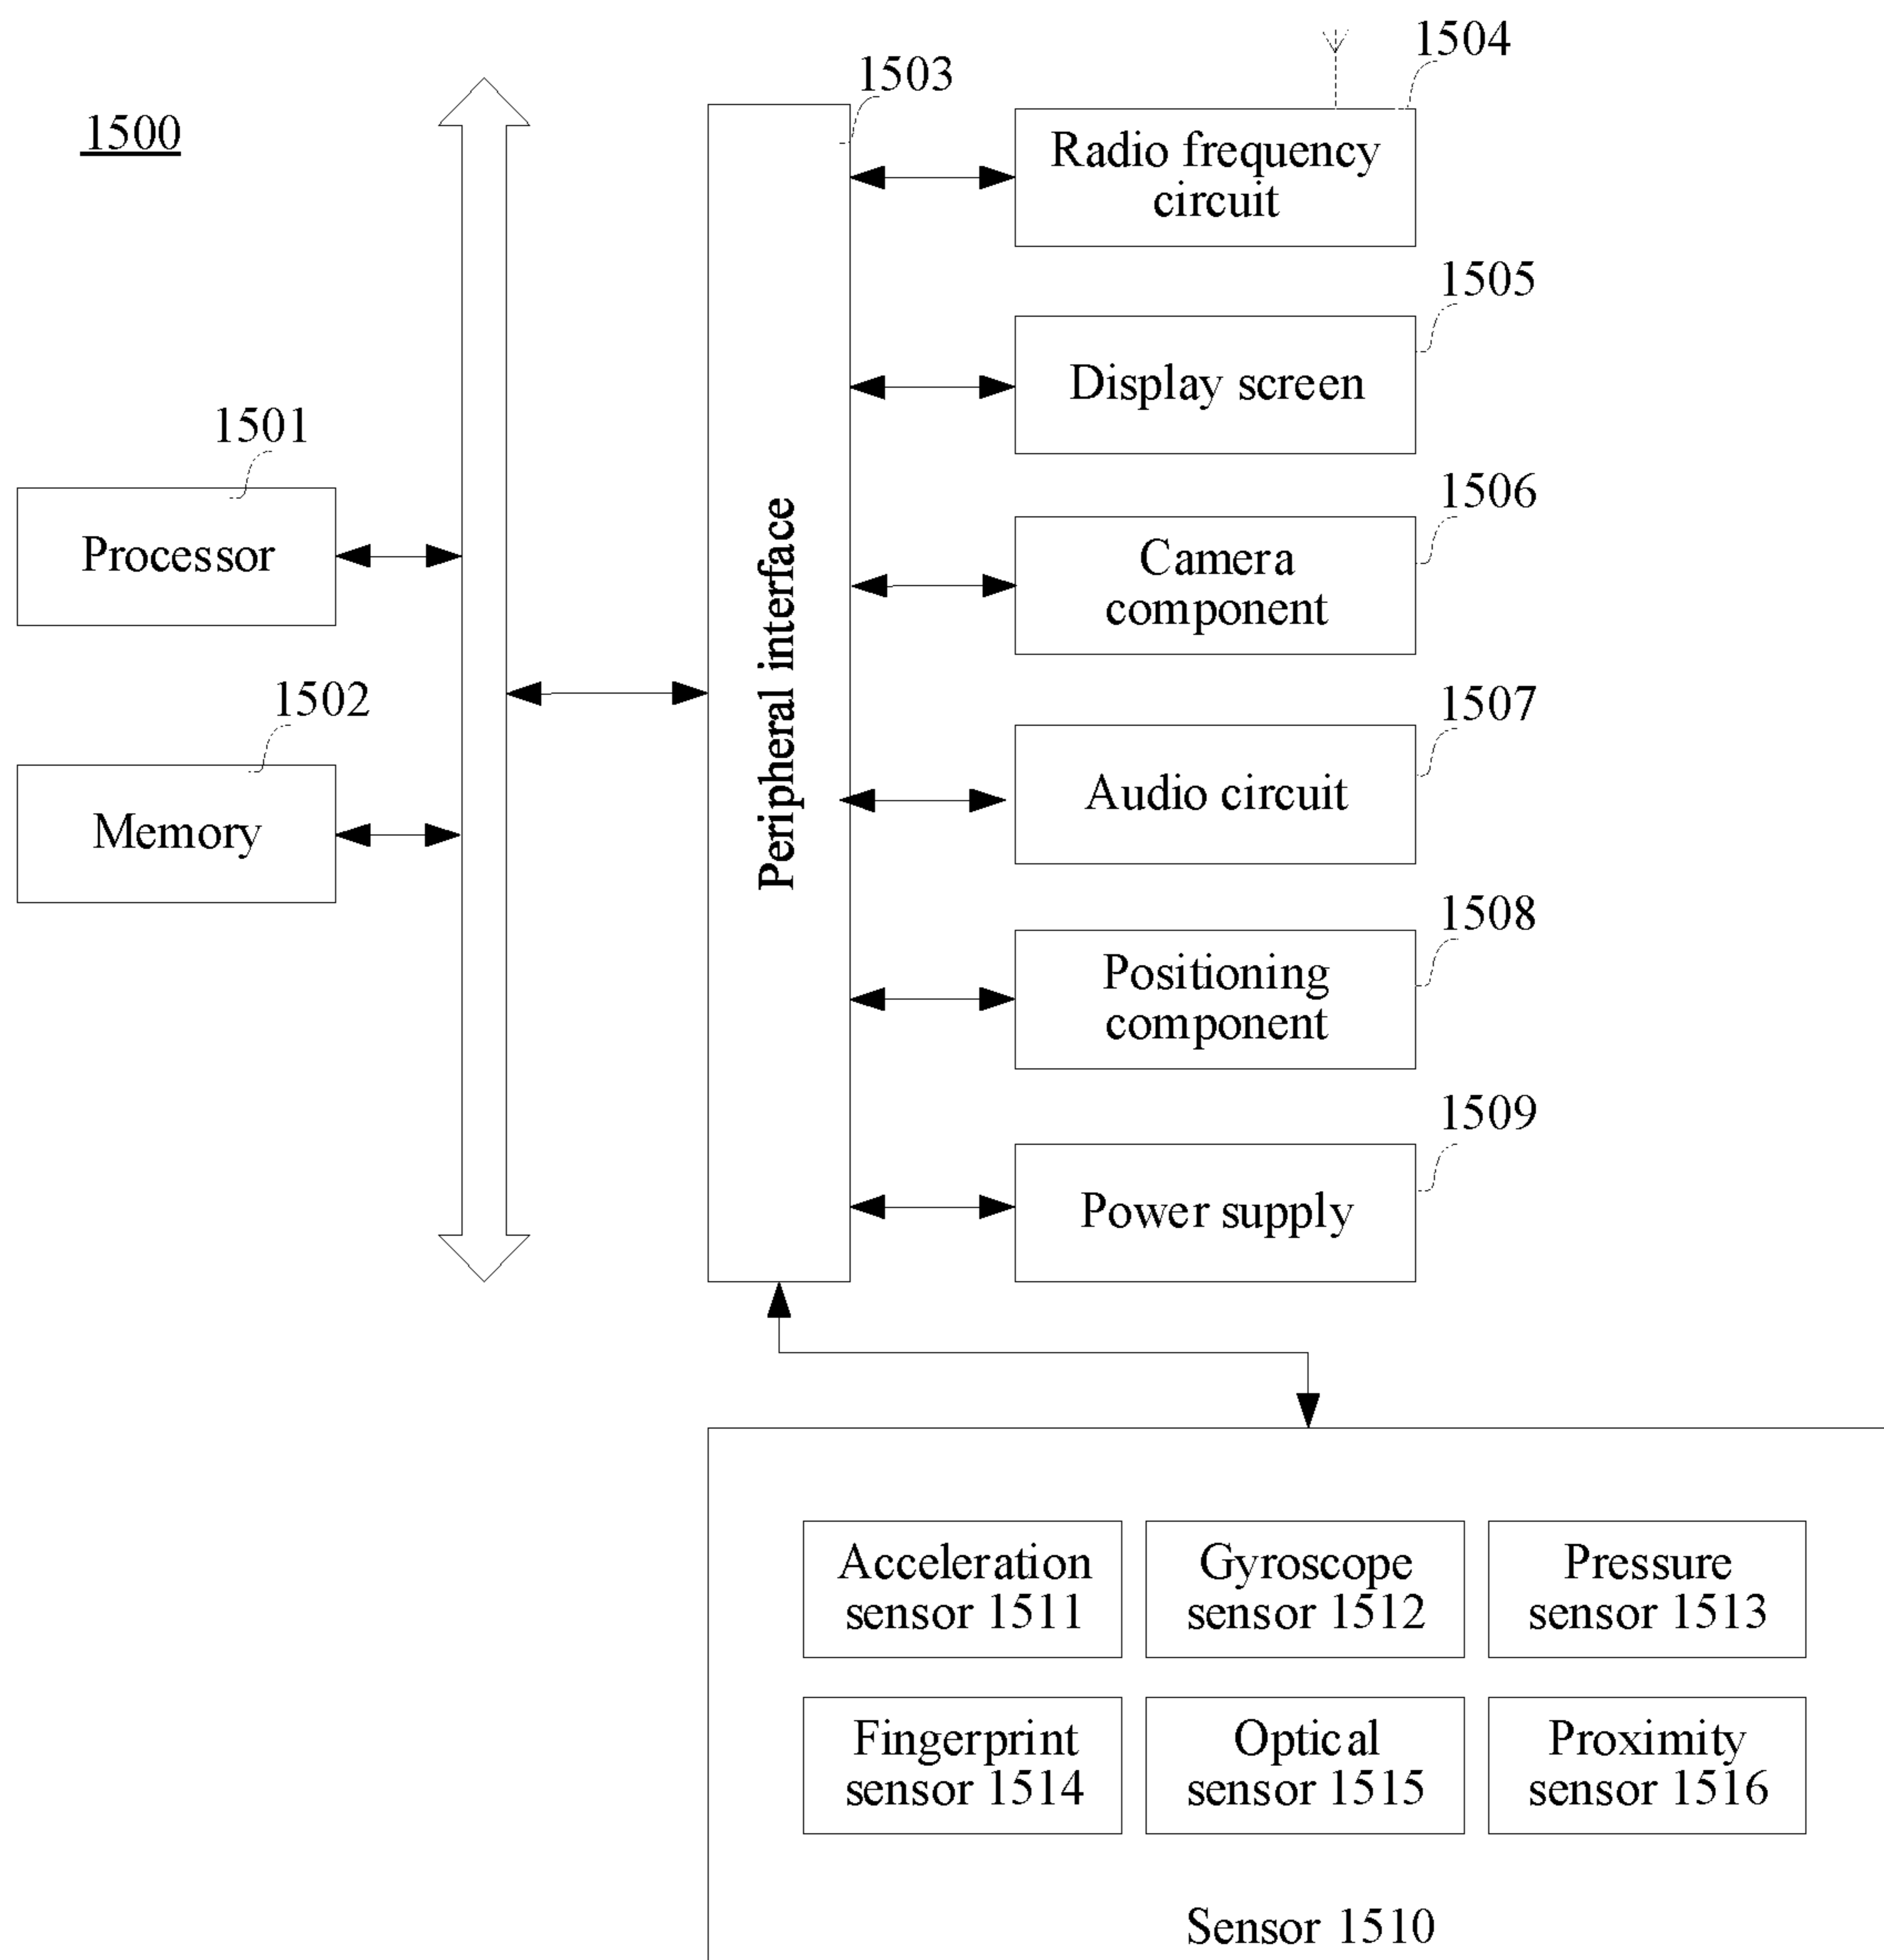 1500
1503
1504
Radio frequency
circuit
1505
Display screen
1501
Processor
1506
Camera
component
Peripheral interface
1502
Memory
1507
Audio circuit
1508
Positioning
component
1509
Power supply
Acceleration
sensor 1511
Gyroscope
sensor 1512
Pressure
sensor 1513
Fingerprint
sensor 1514
Optical
sensor 1515
Proximity
sensor 1516
Sensor 1510